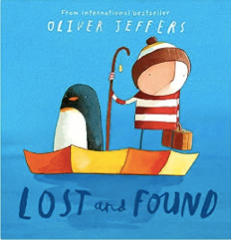 From international bestseller
OLIVER JEFFERS
LOST and FOUND